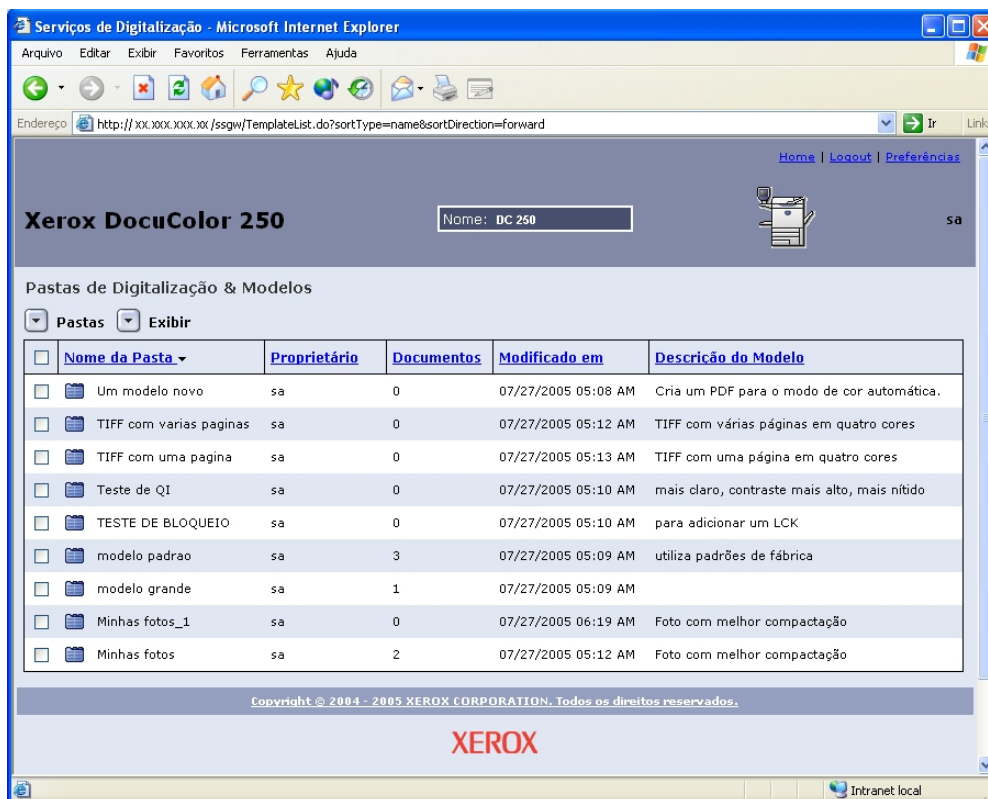 Serviços de Digitalização - Microsoft Internet Explorer
Arquivo Editar Exibir Favoritos Ferramentas Ajuda
Endereço http:// xx.xxx.xxx.xx /ssgw/TemplateList.do?sortType=name&sortDirection=forward Ir Link
Home | Logout | Preferências
Xerox DocuColor 250 Nome: DC 250 sa
Pastas de Digitalização & Modelos
Pastas Exibir
Nome da Pasta Proprietário Documentos Modificado em Descrição do Modelo
Um modelo novo sa 0 07/27/2005 05:08 AM Cria um PDF para o modo de cor automática.
TIFF com varias paginas sa 0 07/27/2005 05:12 AM TIFF com várias páginas em quatro cores
TIFF com uma pagina sa 0 07/27/2005 05:13 AM TIFF com uma página em quatro cores
Teste de QI sa 0 07/27/2005 05:10 AM mais claro, contraste mais alto, mais nítido
TESTE DE BLOQUEIO sa 0 07/27/2005 05:10 AM para adicionar um LCK
modelo padrao sa 3 07/27/2005 05:09 AM utiliza padrões de fábrica
modelo grande sa 1 07/27/2005 05:09 AM
Minhas fotos_1 sa 0 07/27/2005 06:19 AM Foto com melhor compactação
Minhas fotos sa 2 07/27/2005 05:12 AM Foto com melhor compactação
Copyright © 2004 - 2005 XEROX CORPORATION. Todos os direitos reservados.
XEROX
Intranet local